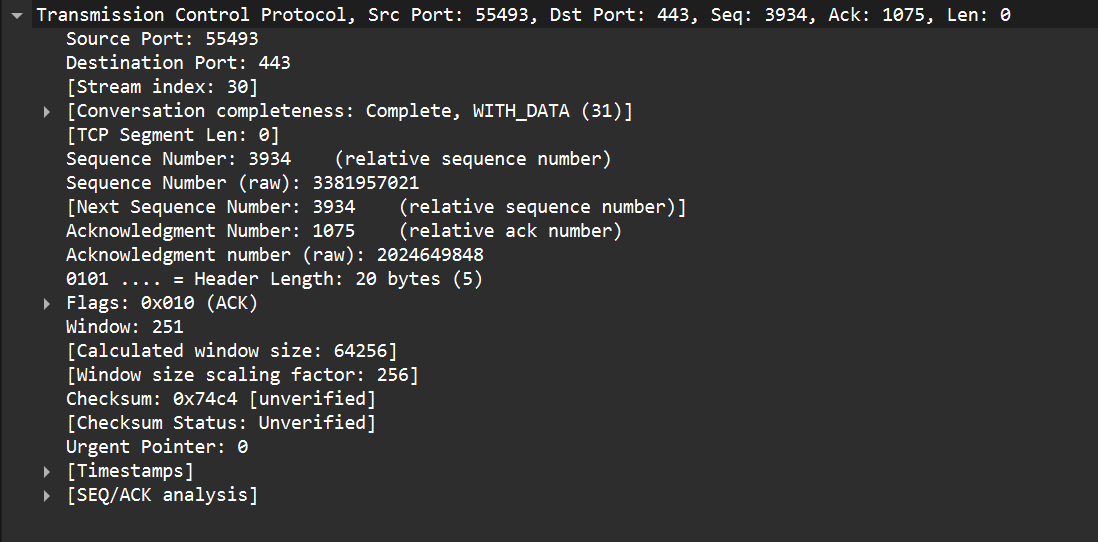 Transmission Control Protocol, Src Port: 55493, Dst Port: 443, Seq: 3934, Ack: 1075, Len: 0
Source Port: 55493
Destination Port: 443
[Stream index: 30]
[Conversation completeness: Complete, WITH_DATA (31)]
[TCP Segment Len: 0]
Sequence Number: 3934    (relative sequence number)
Sequence Number (raw): 3381957021
[Next Sequence Number: 3934    (relative sequence number)]
Acknowledgment Number: 1075    (relative ack number)
Acknowledgment number (raw): 2024649848
0101 .... = Header Length: 20 bytes (5)
Flags: 0x010 (ACK)
Window: 251
[Calculated window size: 64256]
[Window size scaling factor: 256]
Checksum: 0x74c4 [unverified]
[Checksum Status: Unverified]
Urgent Pointer: 0
[Timestamps]
[SEQ/ACK analysis]